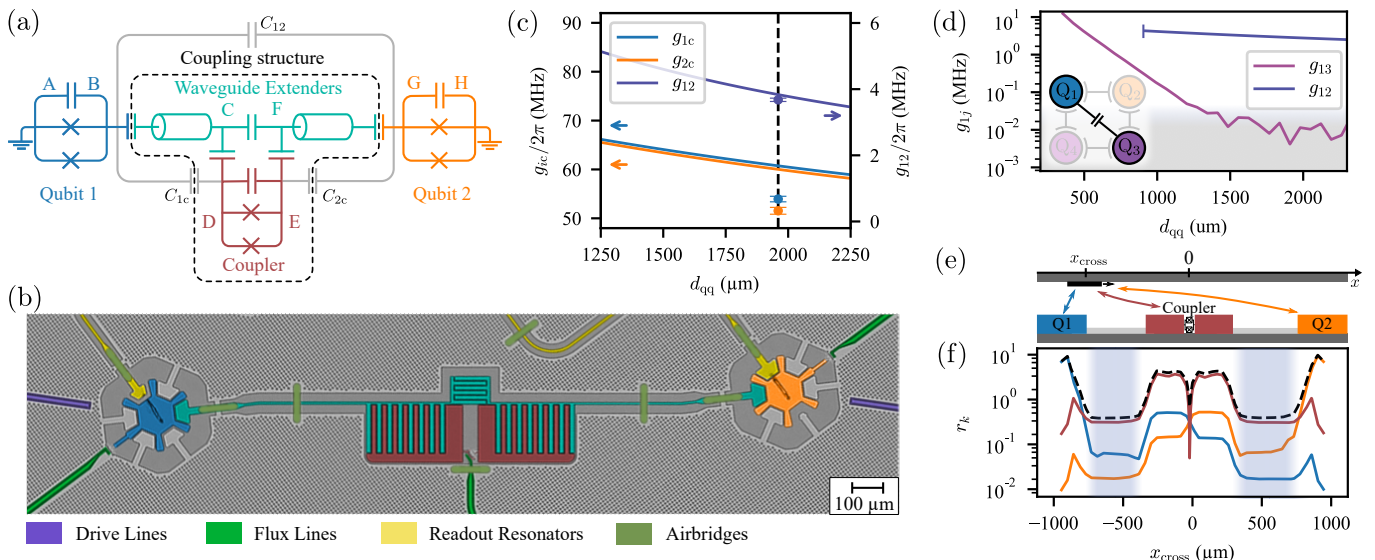 (a)
C12
Coupling structure
A B
Waveguide Extenders
C F
G H
Qubit 1
C1c
D E
C2c
Qubit 2
Coupler
(b)
100 μm
Drive Lines
Flux Lines
Readout Resonators
Airbridges
(c)
90
80
70
60
50
gic/2π (MHz)
g1c
g2c
g12
6
4
2
0
g12/2π (MHz)
1250 1500 1750 2000 2250
dqq (μm)
(d)
10^1
10^0
10^−1
10^−2
10^−3
g1j (MHz)
g13
g12
Q1 Q2
Q4 Q3
500 1000 1500 2000
dqq (um)
(e)
xcross 0
x
Q1 Coupler Q2
(f)
10^1
10^0
10^−1
10^−2
rk
−1000 −500 0 500 1000
xcross (μm)